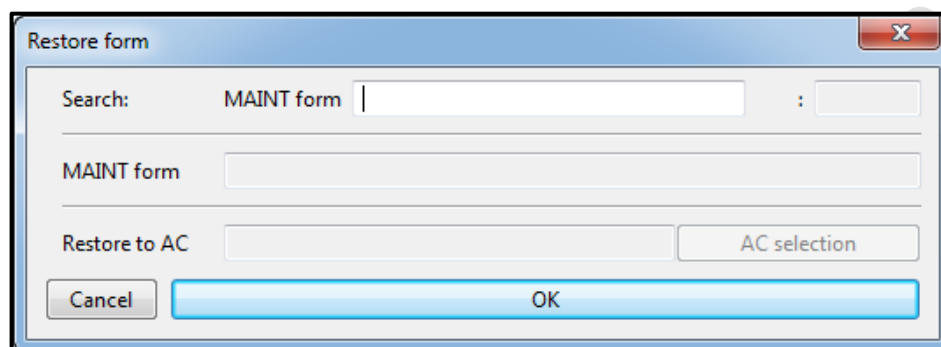 Restore form
Search: MAINT form :
MAINT form
Restore to AC AC selection
Cancel OK